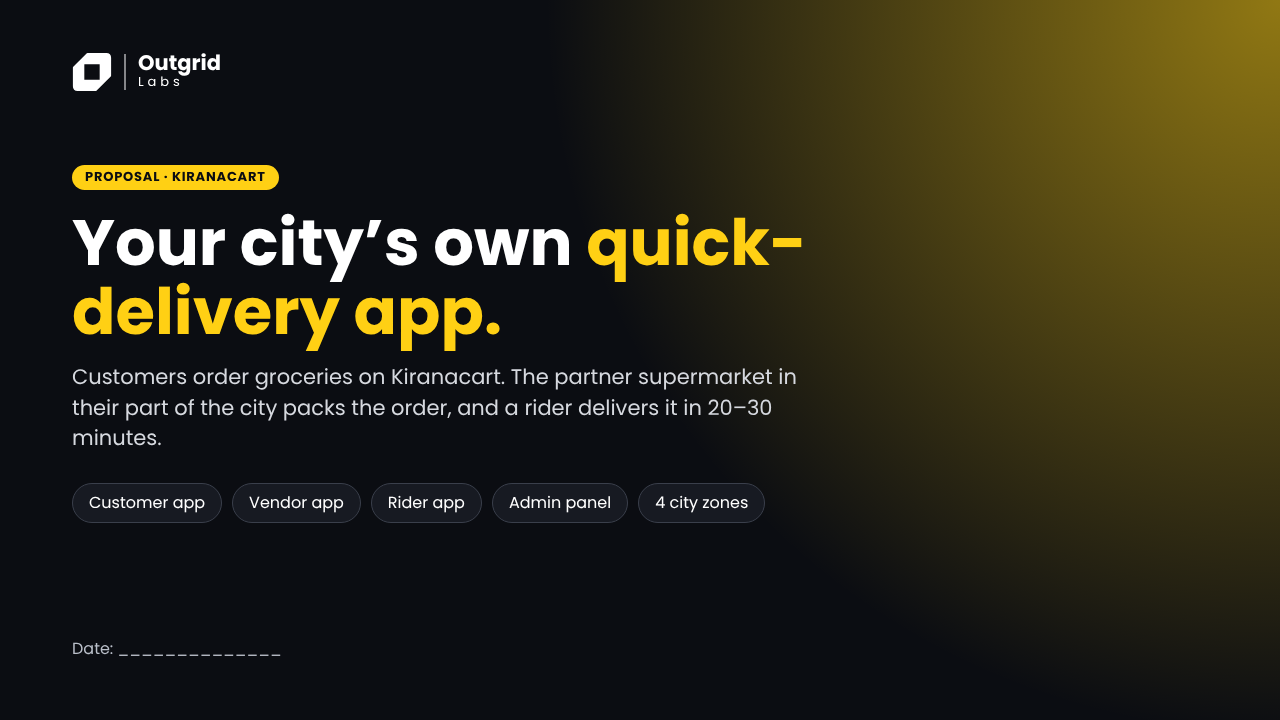 Outgrid
Labs
PROPOSAL · KIRANACART
Your city’s own quick-
delivery app.
Customers order groceries on Kiranacart. The partner supermarket in
their part of the city packs the order, and a rider delivers it in 20–30
minutes.
Customer app
Vendor app
Rider app
Admin panel
4 city zones
Date: ______________